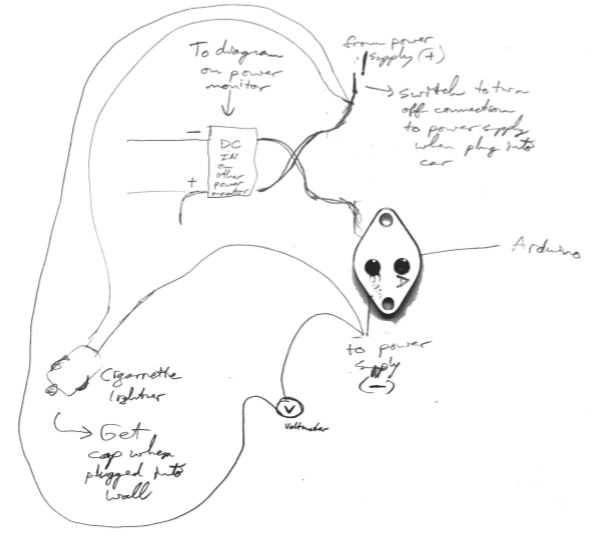 To diagram
on power
monitor
from power
supply (+)
switch to turn
off connection
to power supply
when plug into
car
−
DC
IN
on
other
power
monitor
+
Arduino
A
to power
supply
(−)
Cigarnette
lighter
V
Voltmeter
Get
cap when
plugged into
wall